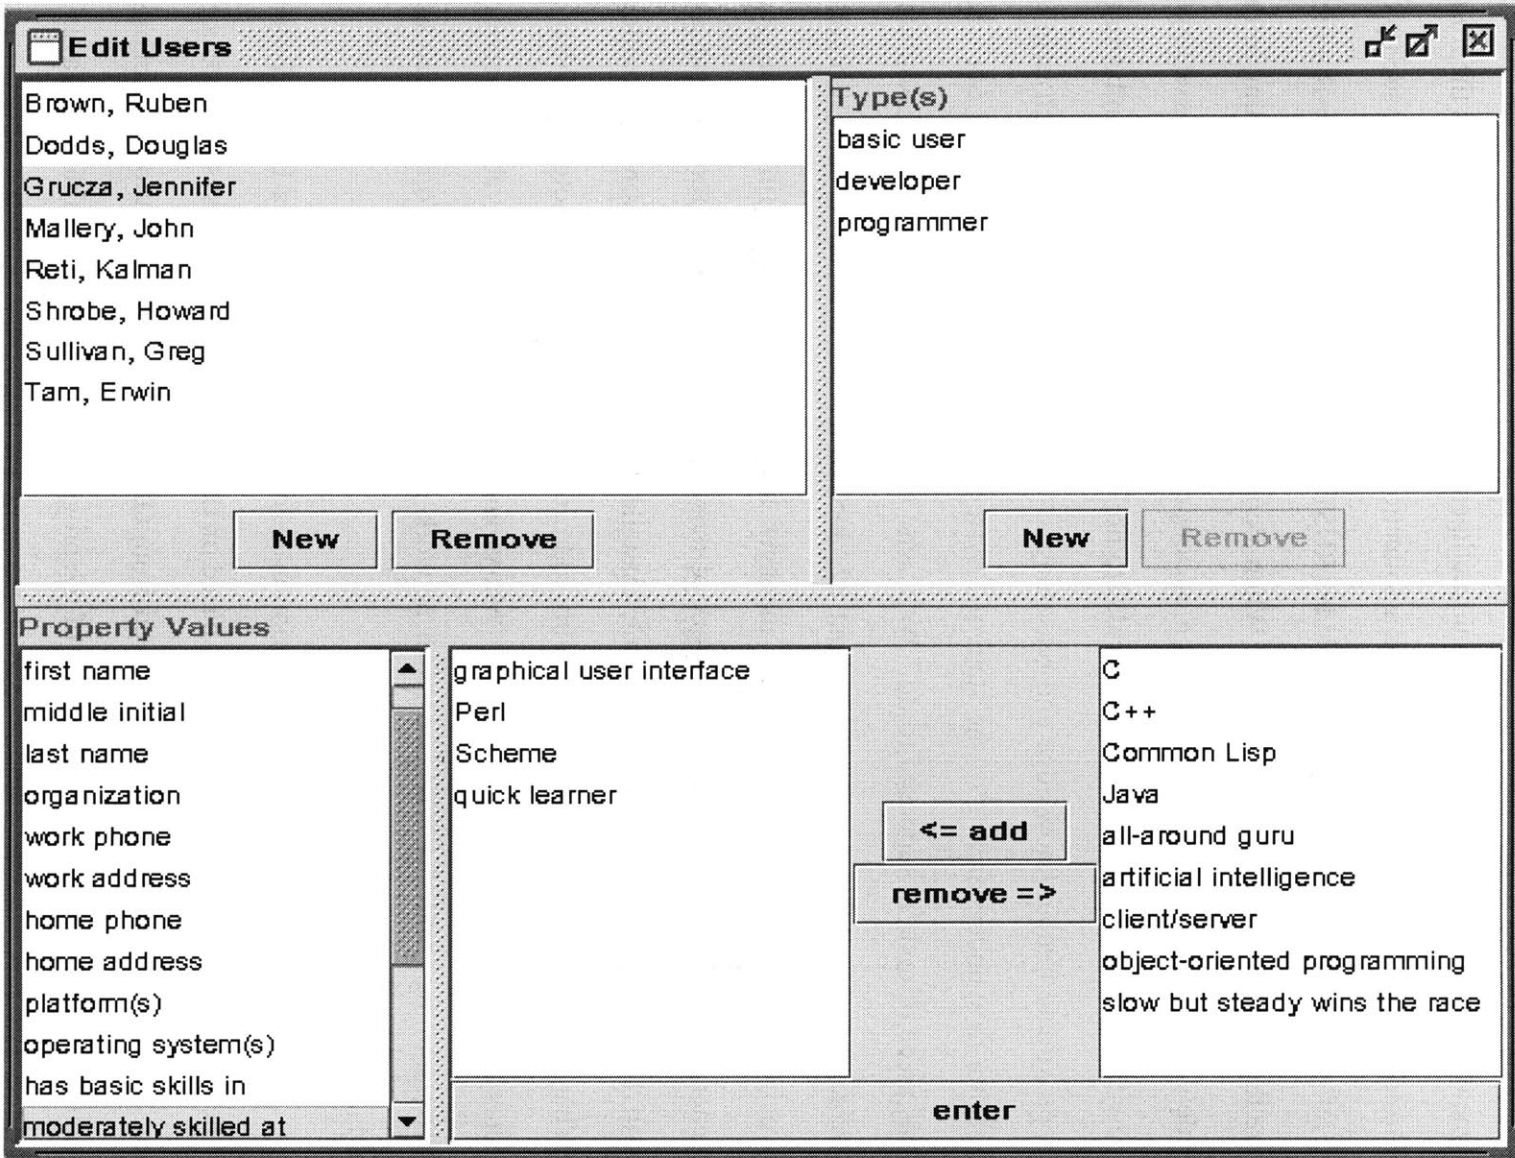 Edit Users
Brown, Ruben
Dodds, Douglas
Grucza, Jennifer
Mallery, John
Reti, Kalman
Shrobe, Howard
Sullivan, Greg
Tam, Erwin
New
Remove
Type(s)
basic user
developer
programmer
New
Remove
Property Values
first name
middle initial
last name
organization
work phone
work address
home phone
home address
platform(s)
operating system(s)
has basic skills in
moderately skilled at
graphical user interface
Perl
Scheme
quick learner
<= add
remove =>
C
C++
Common Lisp
Java
all-around guru
artificial intelligence
client/server
object-oriented programming
slow but steady wins the race
enter